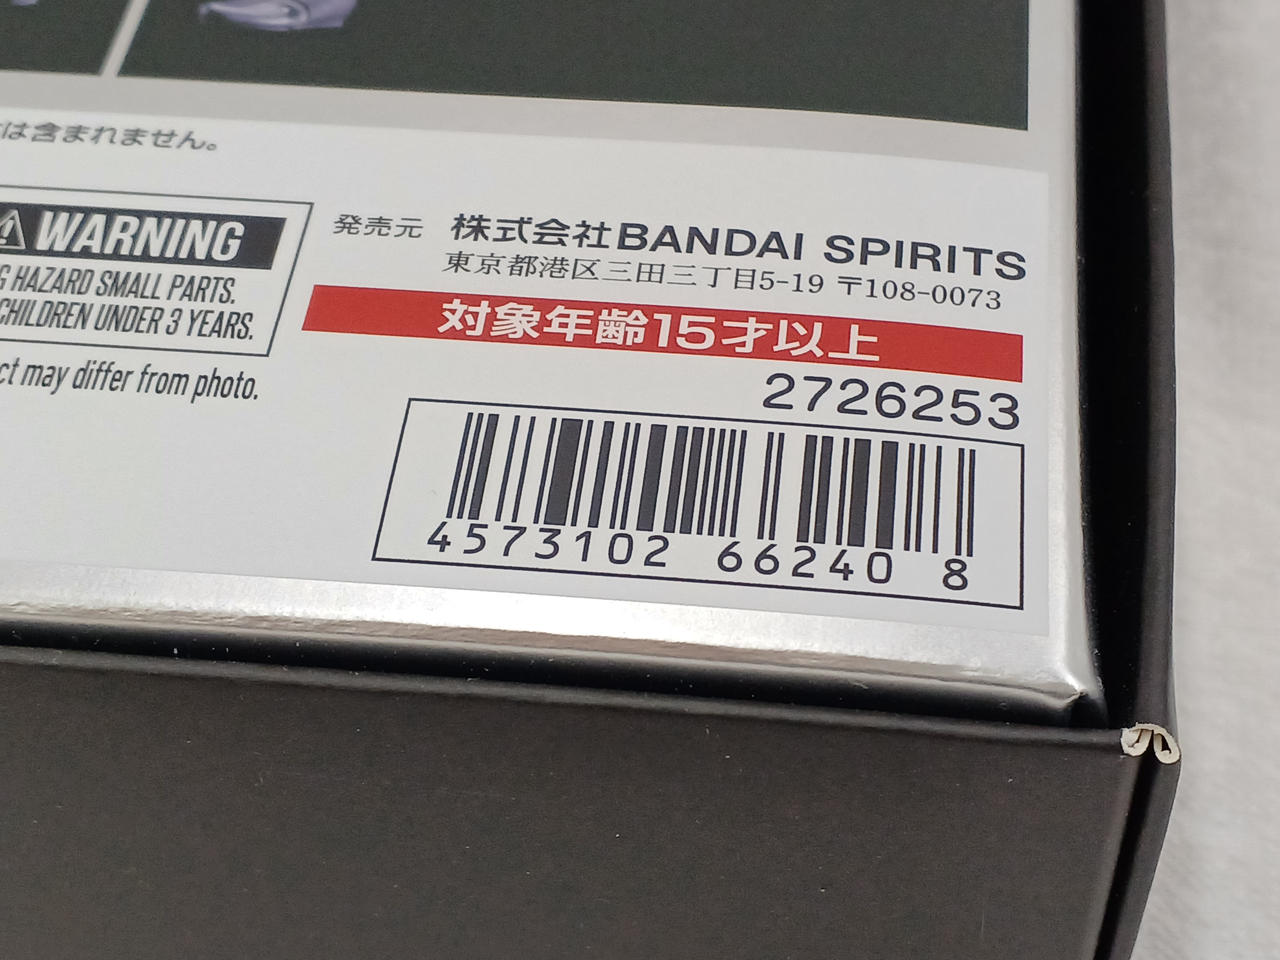 は含まれません。
WARNING
HAZARD SMALL PARTS.
CHILDREN UNDER 3 YEARS.
may differ from photo.
発売元 株式会社BANDAI SPIRITS
東京都港区三田三丁目5-19 〒108-0073
対象年齢15才以上
2726253
4573102 66240 8